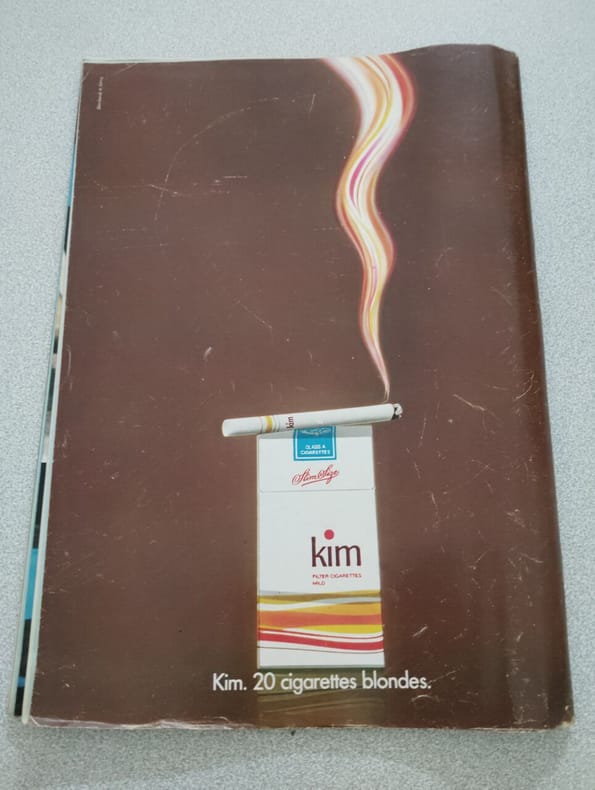 kim
CLASS A
CIGARETTES
Slim Size
kim
FILTER CIGARETTES
MILD
Kim. 20 cigarettes blondes.